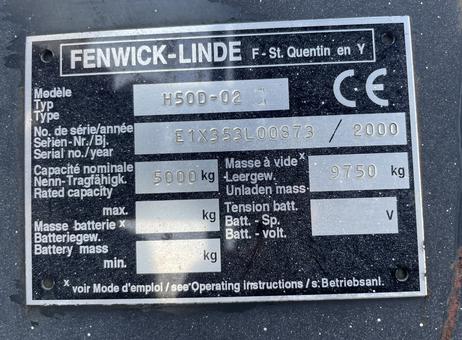 FENWICK-LINDE F - St. Quentin en Y
Modèle
Typ H50D-02
Type
CE
No. de série/année
Serien-Nr./Bj. E1X353L00873 / 2000
Serial no./year
Capacité nominale
Nenn-Tragfähigk. 5000 kg
Rated capacity
Masse à vide x
Leergew. 9750 kg
Unladen mass
max. kg
Masse batterie x
Batteriegew.
Battery mass
min. kg
Tension batt.
Batt. - Sp. V
Batt. - volt.
x voir Mode d'emploi / see Operating instructions / s. Betriebsanl.